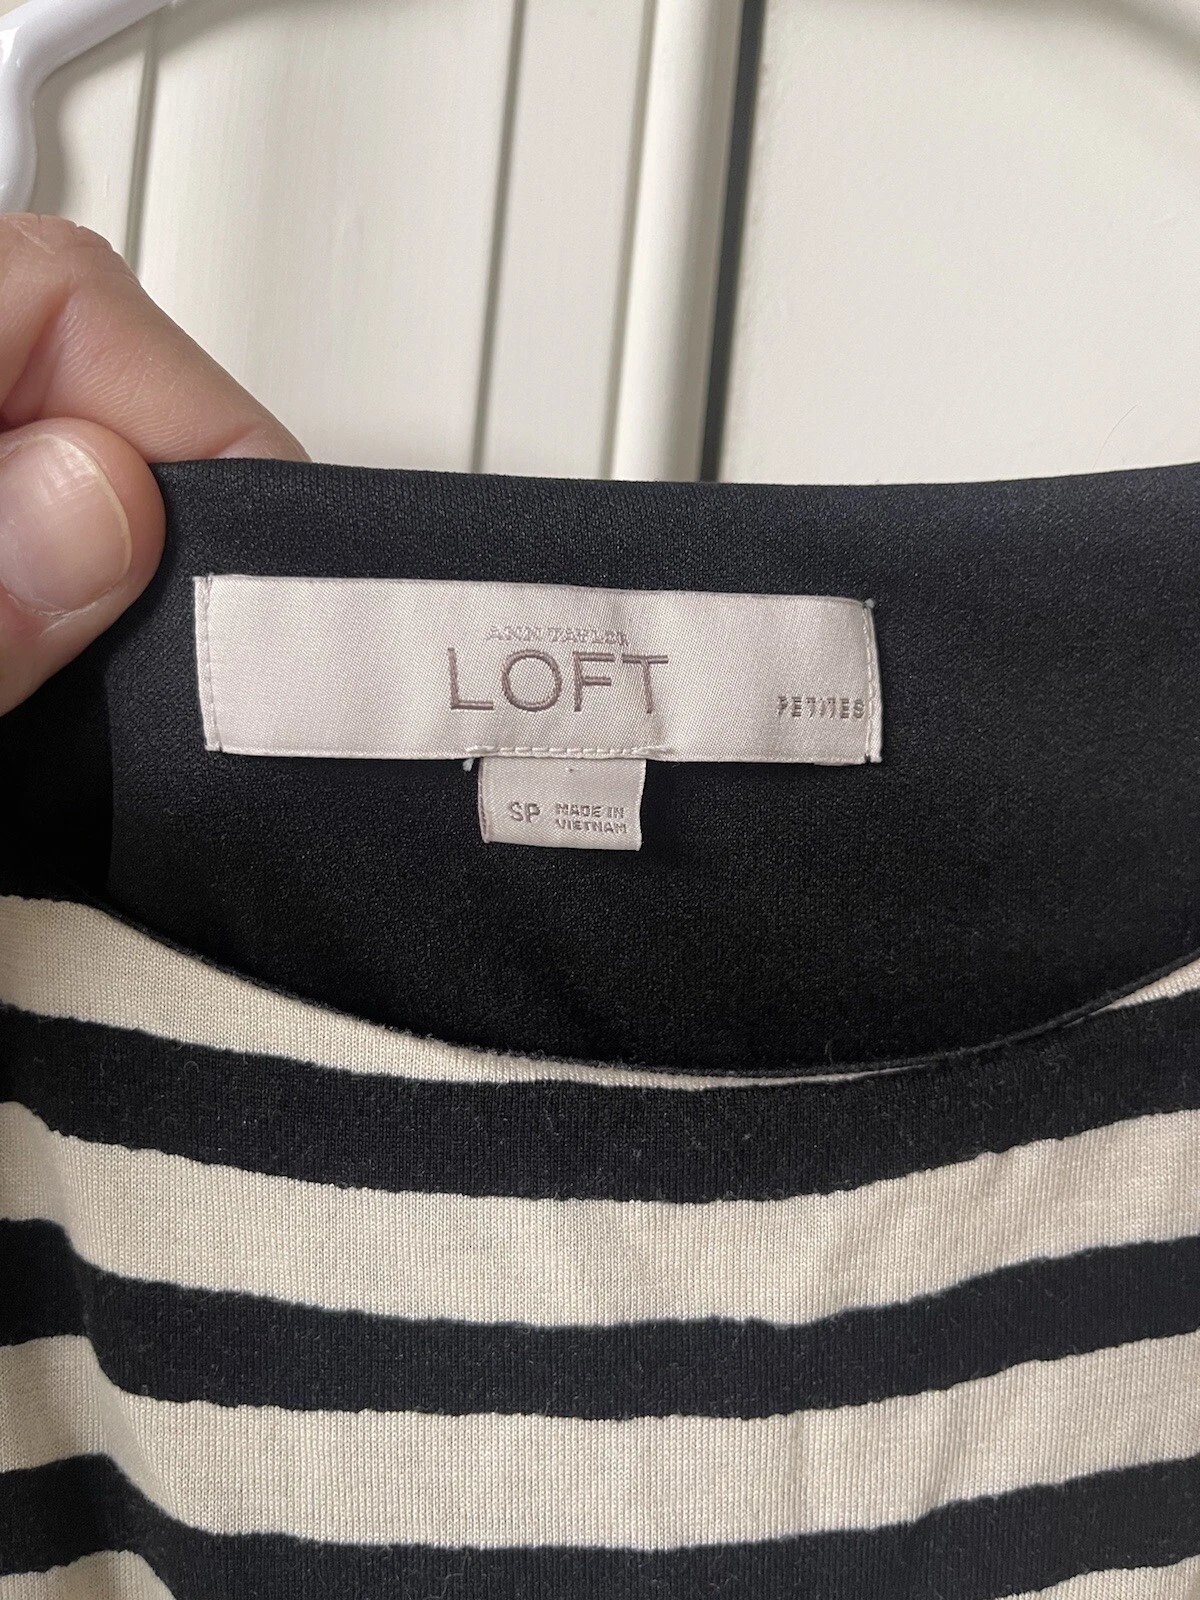 ANN TAYLOR
LOFT
PETITES
SP
MADE IN
VIETNAM